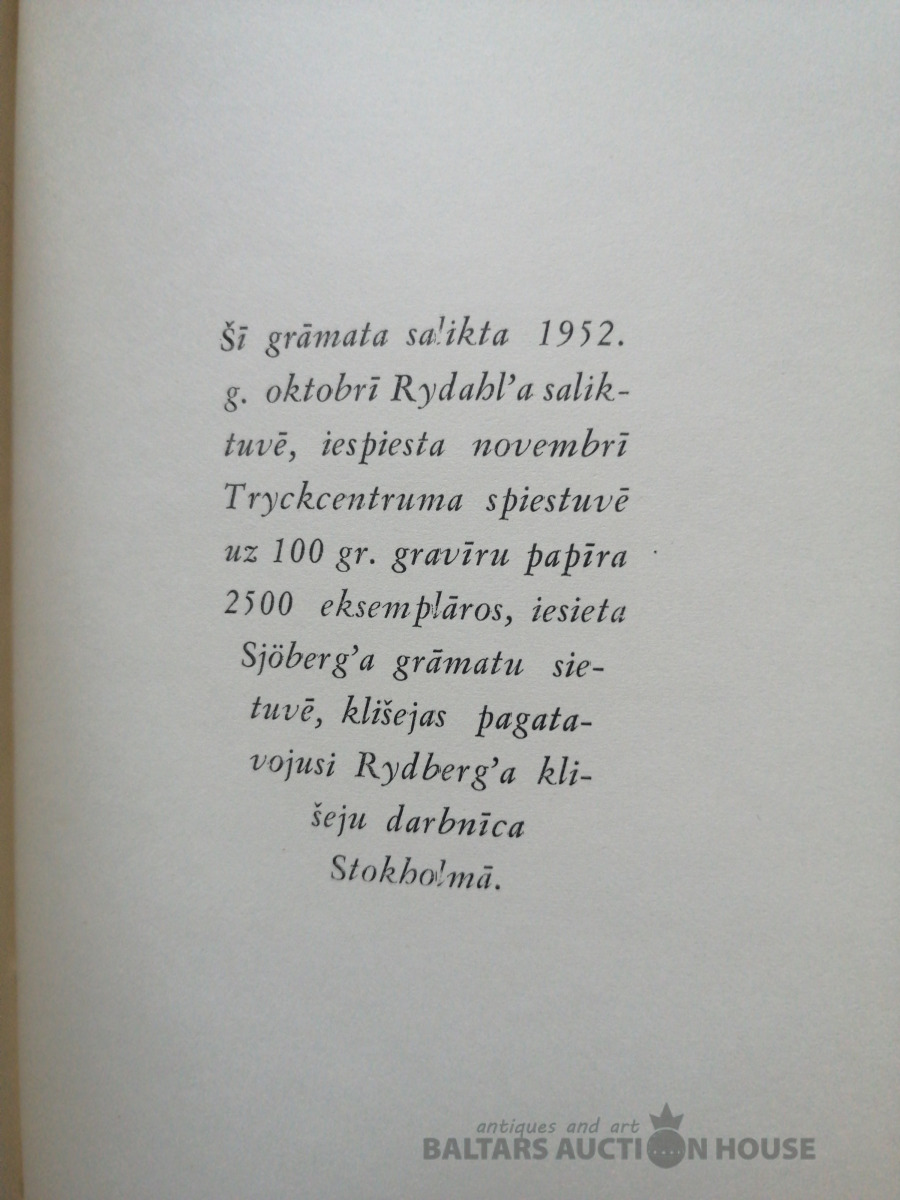 Šī grāmata salikta 1952.
g. oktobrī Rydahl’a salik-
tuvē, iespiesta novembrī
Tryckcentruma spiestuvē
uz 100 gr. gravīru papīra
2500 eksemplāros, iesieta
Sjöberg’a grāmatu sie-
tuvē, klišejas pagata-
vojusi Rydberg’a kli-
šeju darbnīca
Stokholmā.
antiques and art
BALTARS AUCTION HOUSE